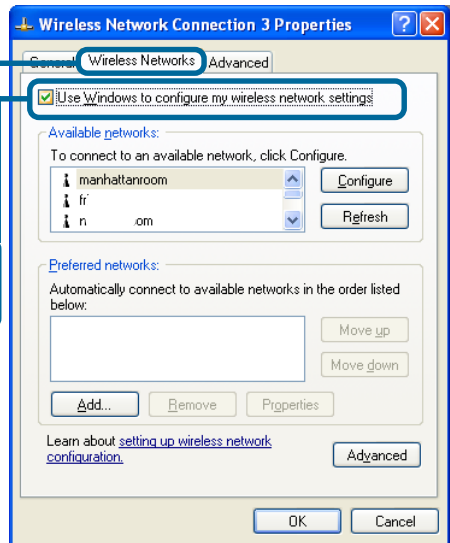 Wireless Network Connection 3 Properties
General
Wireless Networks
Advanced
Use Windows to configure my wireless network settings
Available networks:
To connect to an available network, click Configure.
manhattanroom
Configure
Refresh
Preferred networks:
Automatically connect to available networks in the order listed
below:
Move up
Move down
Add...
Remove
Properties
Learn about setting up wireless network
configuration.
Advanced
OK
Cancel